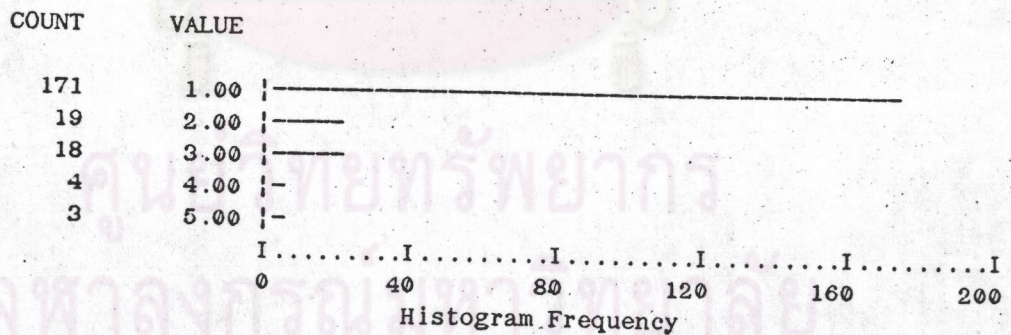 COUNT VALUE
171 1.00
19 2.00
18 3.00
4 4.00
3 5.00
I.........I.........I.........I.........I.........I
0 40 80 120 160 200
Histogram Frequency
ศูนย์วิทยทรัพยากร
จุฬาลงกรณ์มหาวิทยาลัย